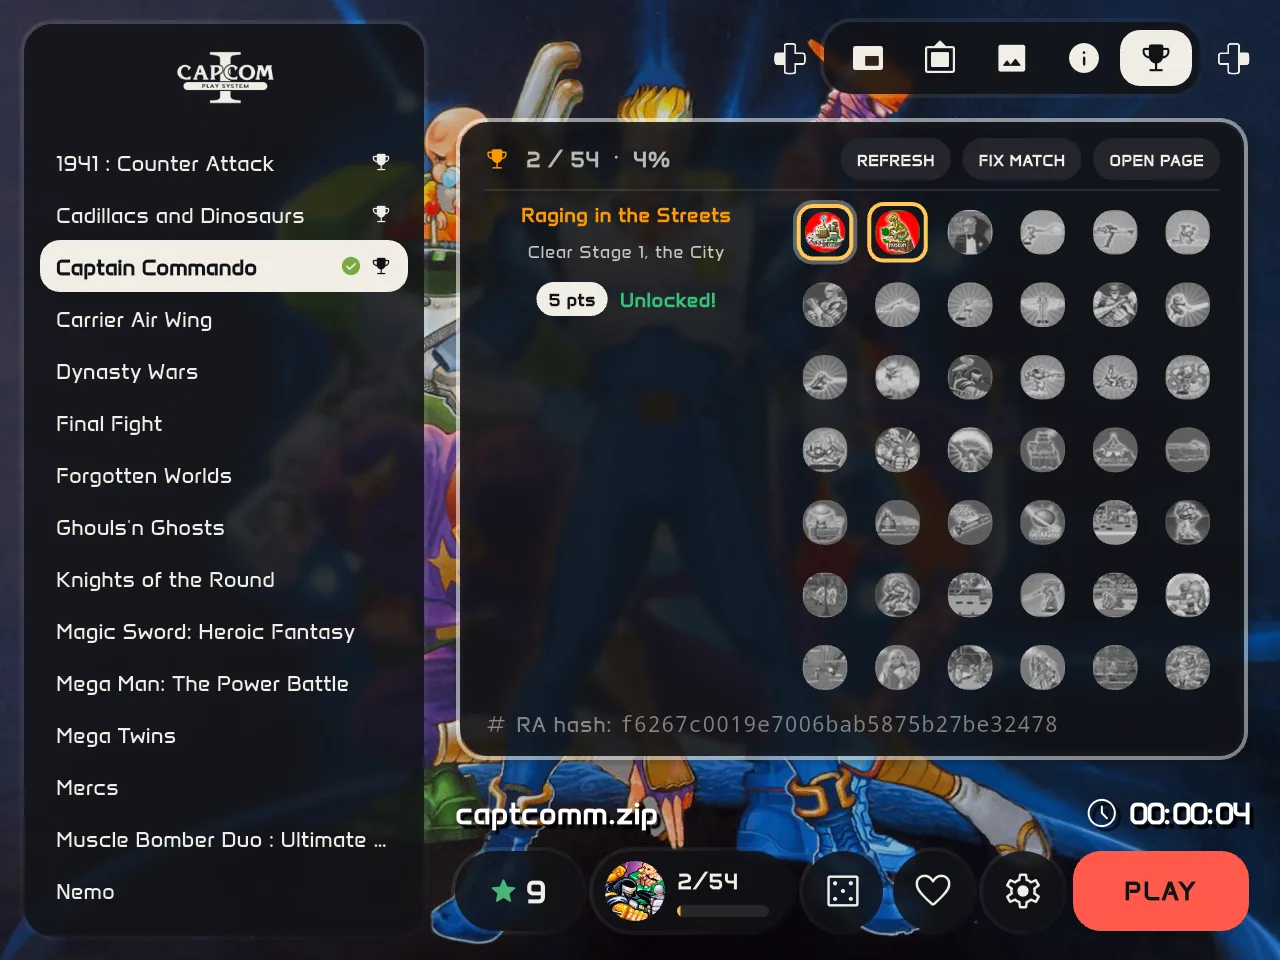 CAPCOM
PLAY SYSTEM
1941 : Counter Attack
Cadillacs and Dinosaurs
Captain Commando
Carrier Air Wing
Dynasty Wars
Final Fight
Forgotten Worlds
Ghouls'n Ghosts
Knights of the Round
Magic Sword: Heroic Fantasy
Mega Man: The Power Battle
Mega Twins
Mercs
Muscle Bomber Duo : Ultimate ...
Nemo
2 / 54 · 4%
REFRESH
FIX MATCH
OPEN PAGE
Raging in the Streets
Clear Stage 1, the City
5 pts
Unlocked!
# RA hash: f6267c0019e7006bab5875b27be32478
captcomm.zip
00:00:04
9
2/54
PLAY